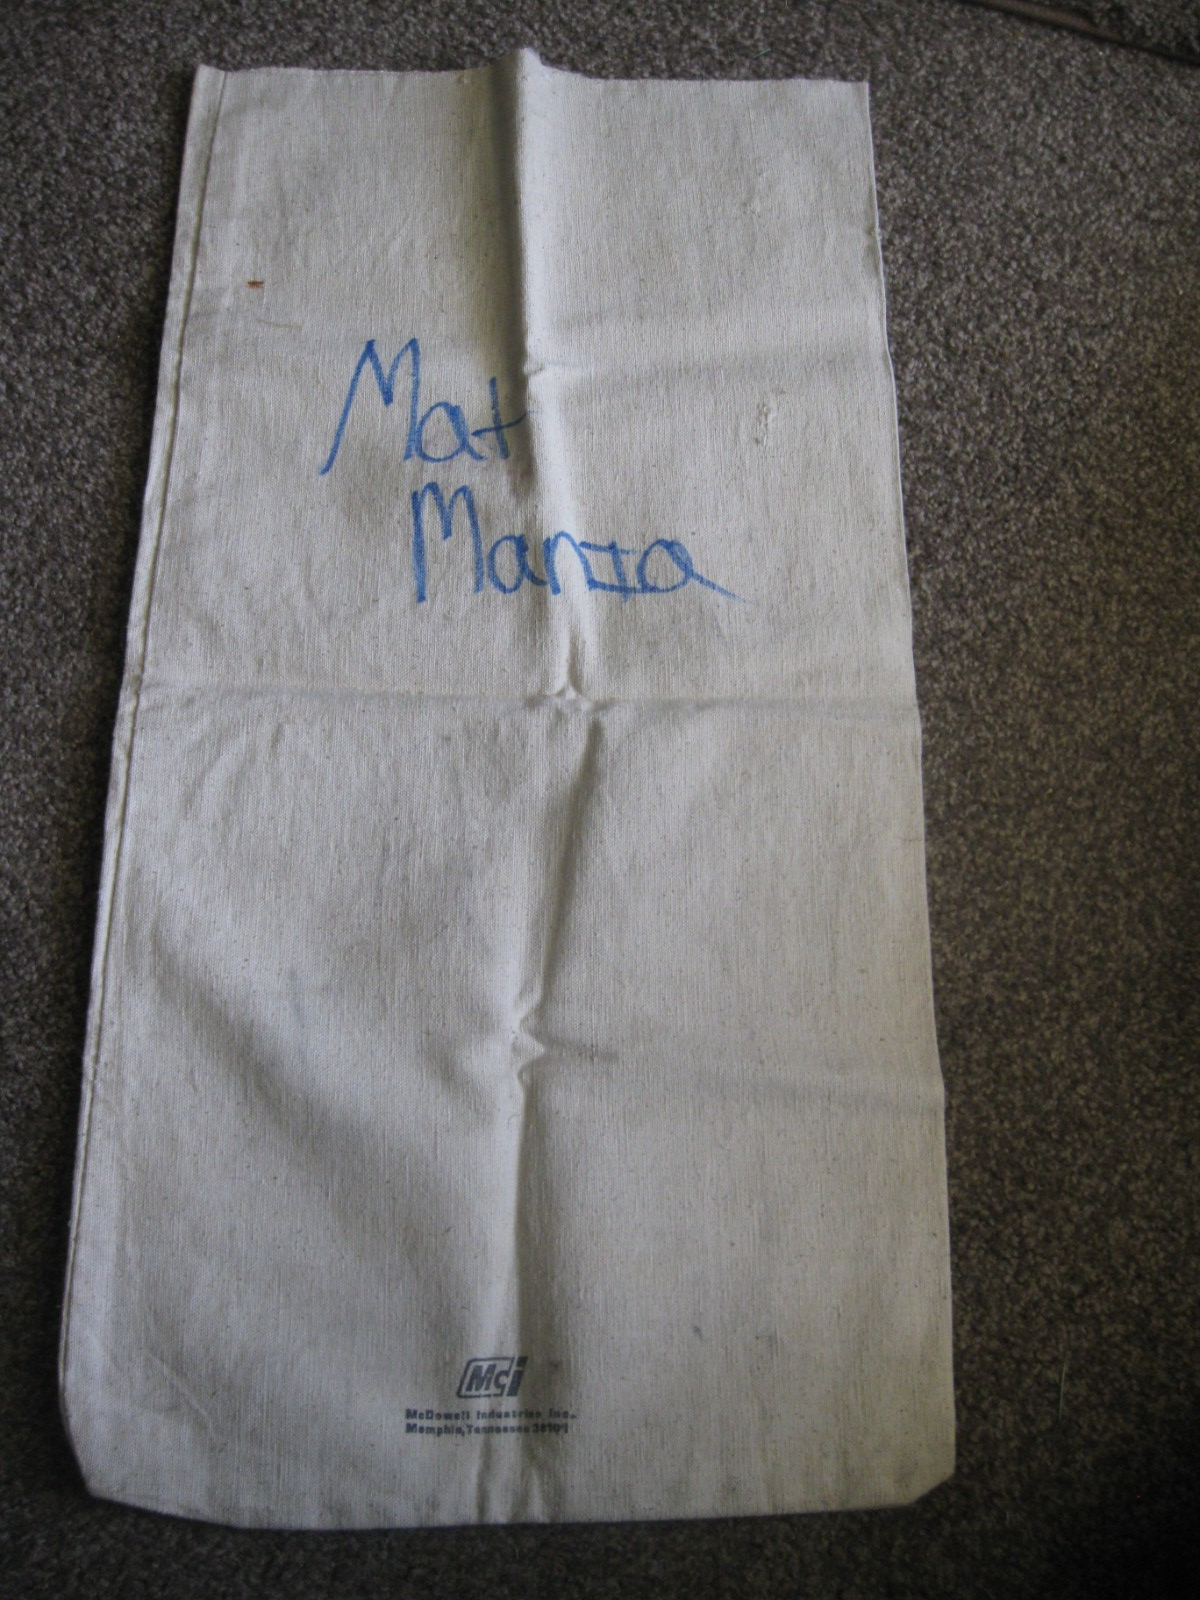 Mat
Mania
Mci
McDowell Industries Inc.
Memphis, Tennessee